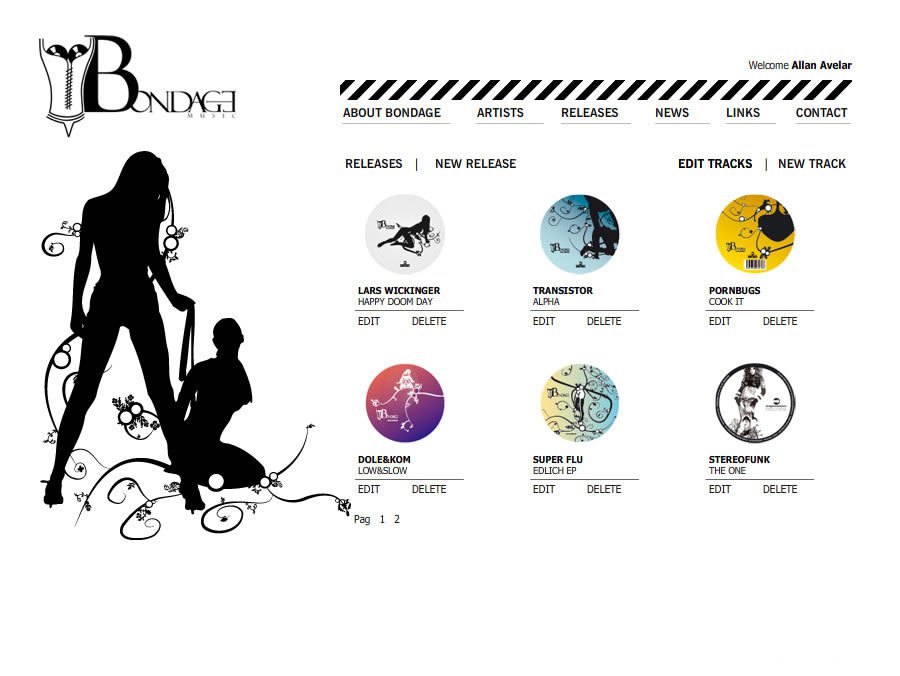 BONDAGE
MUSIC
Welcome Allan Avelar
ABOUT BONDAGE ARTISTS RELEASES NEWS LINKS CONTACT
RELEASES | NEW RELEASE EDIT TRACKS | NEW TRACK
LARS WICKINGER TRANSISTOR PORNBUGS
HAPPY DOOM DAY ALPHA COOK IT
EDIT DELETE EDIT DELETE EDIT DELETE
DOLE&KOM SUPER FLU STEREOFUNK
LOW&SLOW EDLICH EP THE ONE
EDIT DELETE EDIT DELETE EDIT DELETE
Pag 1 2